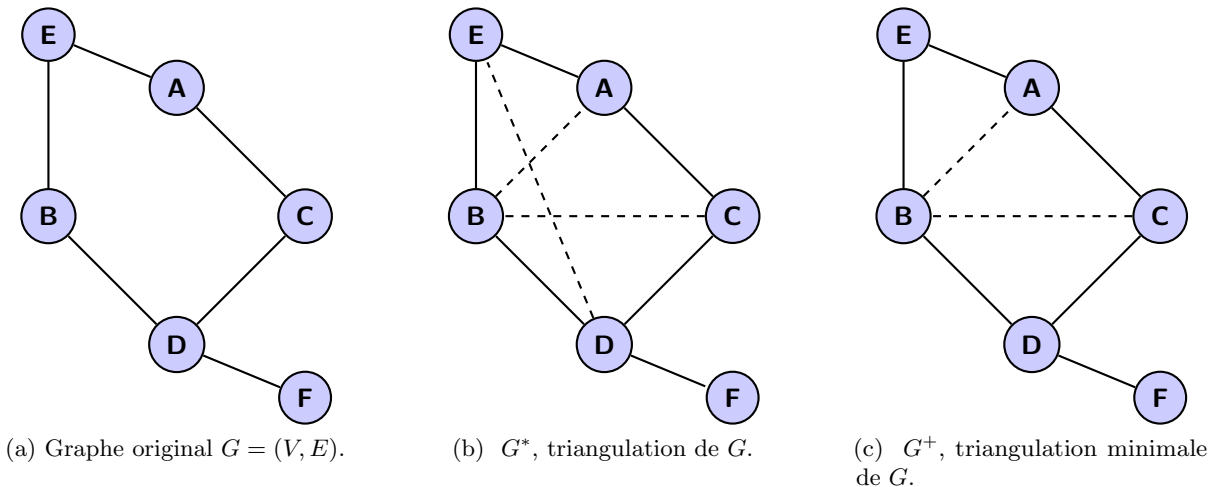 E
A
B
C
D
F
(a) Graphe original G = (V, E).
E
A
B
C
D
F
(b) G*, triangulation de G.
E
A
B
C
D
F
(c) G⁺, triangulation minimale
de G.